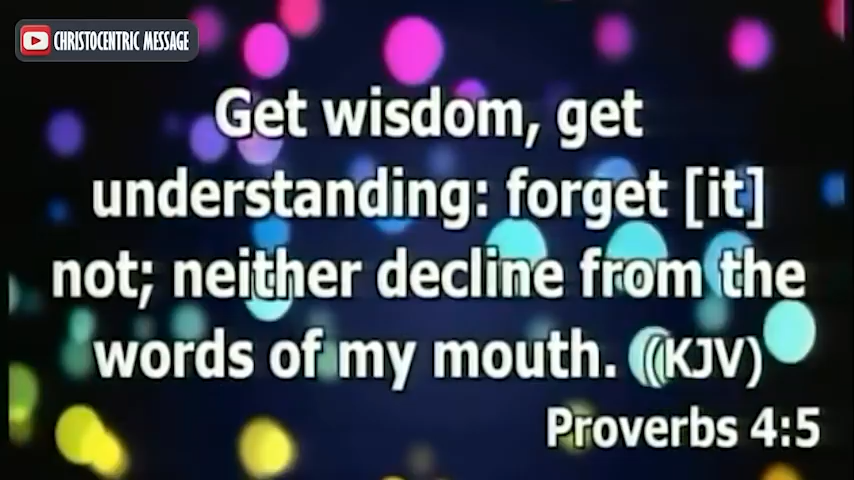 CHRISTOCENTRIC MESSAGE
Get wisdom, get
understanding: forget [it]
not; neither decline from the
words of my mouth. ((KJV)
Proverbs 4:5